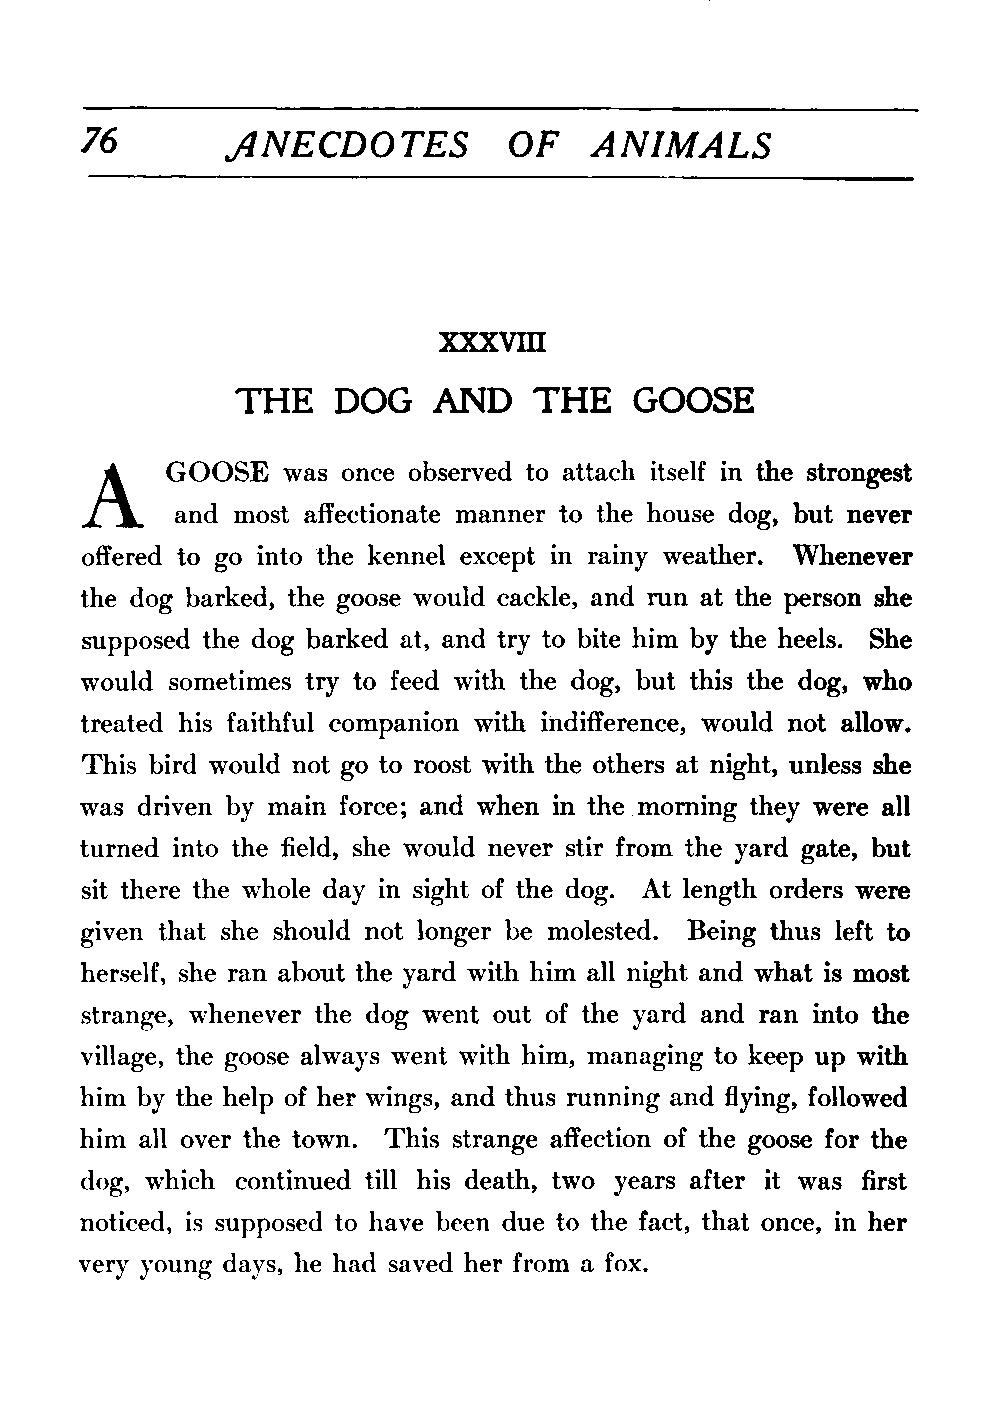 76 ANECDOTES OF ANIMALS
XXXVIII
THE DOG AND THE GOOSE
A GOOSE was once observed to attach itself in the strongest
and most affectionate manner to the house dog, but never
offered to go into the kennel except in rainy weather. Whenever
the dog barked, the goose would cackle, and run at the person she
supposed the dog barked at, and try to bite him by the heels. She
would sometimes try to feed with the dog, but this the dog, who
treated his faithful companion with indifference, would not allow.
This bird would not go to roost with the others at night, unless she
was driven by main force; and when in the morning they were all
turned into the field, she would never stir from the yard gate, but
sit there the whole day in sight of the dog. At length orders were
given that she should not longer be molested. Being thus left to
herself, she ran about the yard with him all night and what is most
strange, whenever the dog went out of the yard and ran into the
village, the goose always went with him, managing to keep up with
him by the help of her wings, and thus running and flying, followed
him all over the town. This strange affection of the goose for the
dog, which continued till his death, two years after it was first
noticed, is supposed to have been due to the fact, that once, in her
very young days, he had saved her from a fox.